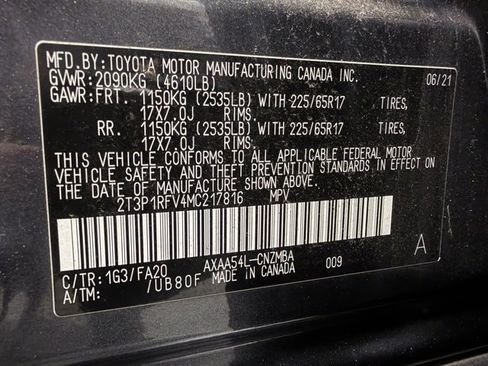 MFD.BY:TOYOTA MOTOR MANUFACTURING CANADA INC. 06/21
GVWR:2090KG (4610LB)
GAWR:FRT. 1150KG (2535LB) WITH 225/65R17 TIRES,
17X7.0J RIMS.
RR. 1150KG (2535LB) WITH 225/65R17 TIRES,
17X7.0J RIMS.
THIS VEHICLE CONFORMS TO ALL APPLICABLE FEDERAL MOTOR
VEHICLE SAFETY AND THEFT PREVENTION STANDARDS IN EFFECT ON
THE DATE OF MANUFACTURE SHOWN ABOVE.
2T3P1RFV4MC217816 MPV
A
C/TR:1G3/FA20 AXAA54L-CNZMBA 009
A/TM: /UB80F MADE IN CANADA